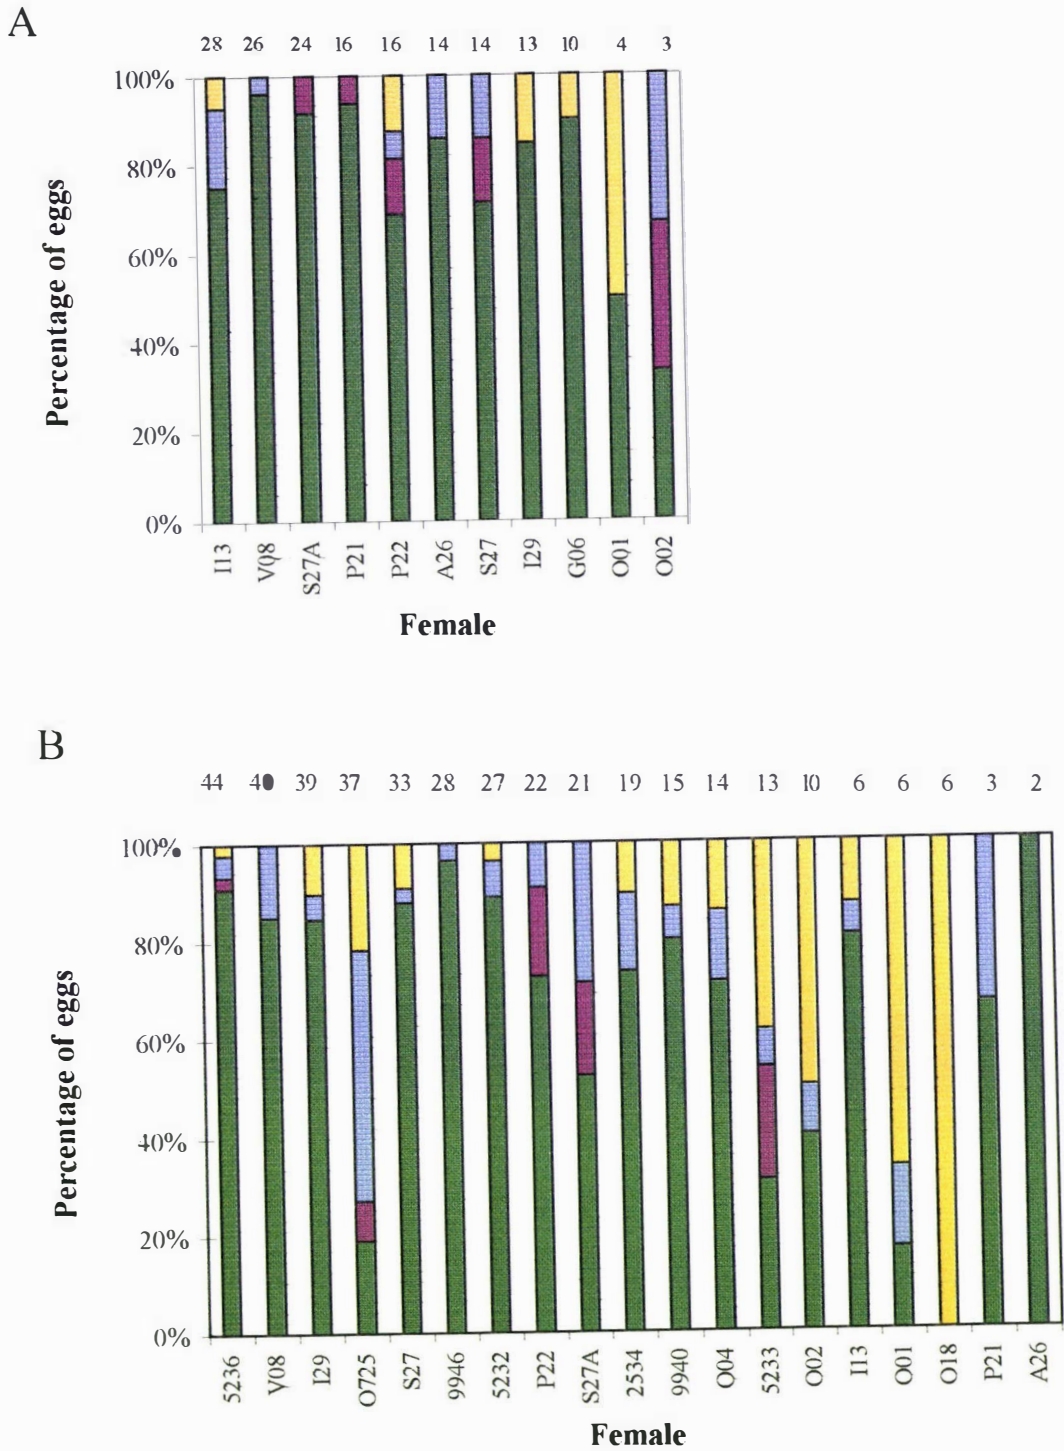 A
28 26 24 16 16 14 14 13 10 4 3
100%
80%
60%
40%
20%
0%
Percentage of eggs
I13 V08 S27A P21 P22 A26 S27 I29 G06 O01 O02
Female
B
44 40 39 37 33 28 27 22 21 19 15 14 13 10 6 6 6 3 2
100%
80%
60%
40%
20%
0%
Percentage of eggs
5236 V08 I29 O725 S27 9946 5232 P22 S27A 2534 9940 O04 5233 O02 I13 O01 O18 P21 A26
Female